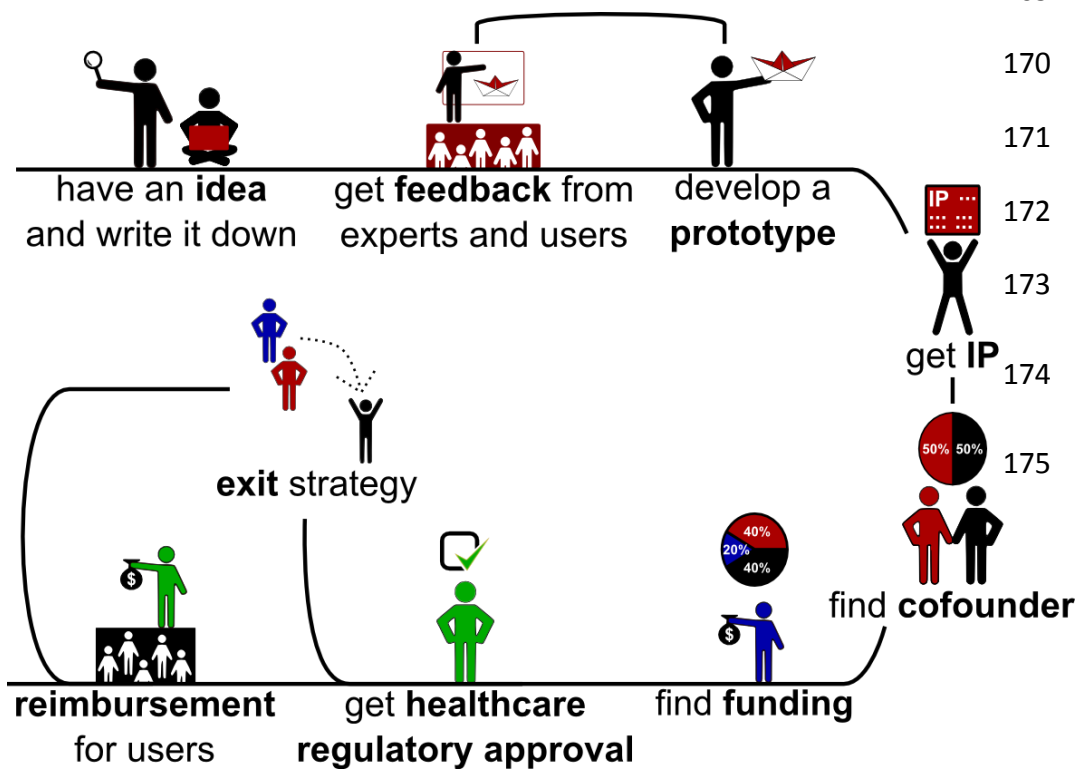 170
171
172
173
174
175
have an idea
and write it down
get feedback from
experts and users
develop a
prototype
IP ...
get IP
50% 50%
find cofounder
40%
20%
40%
$
find funding
get healthcare
regulatory approval
exit strategy
$
reimbursement
for users